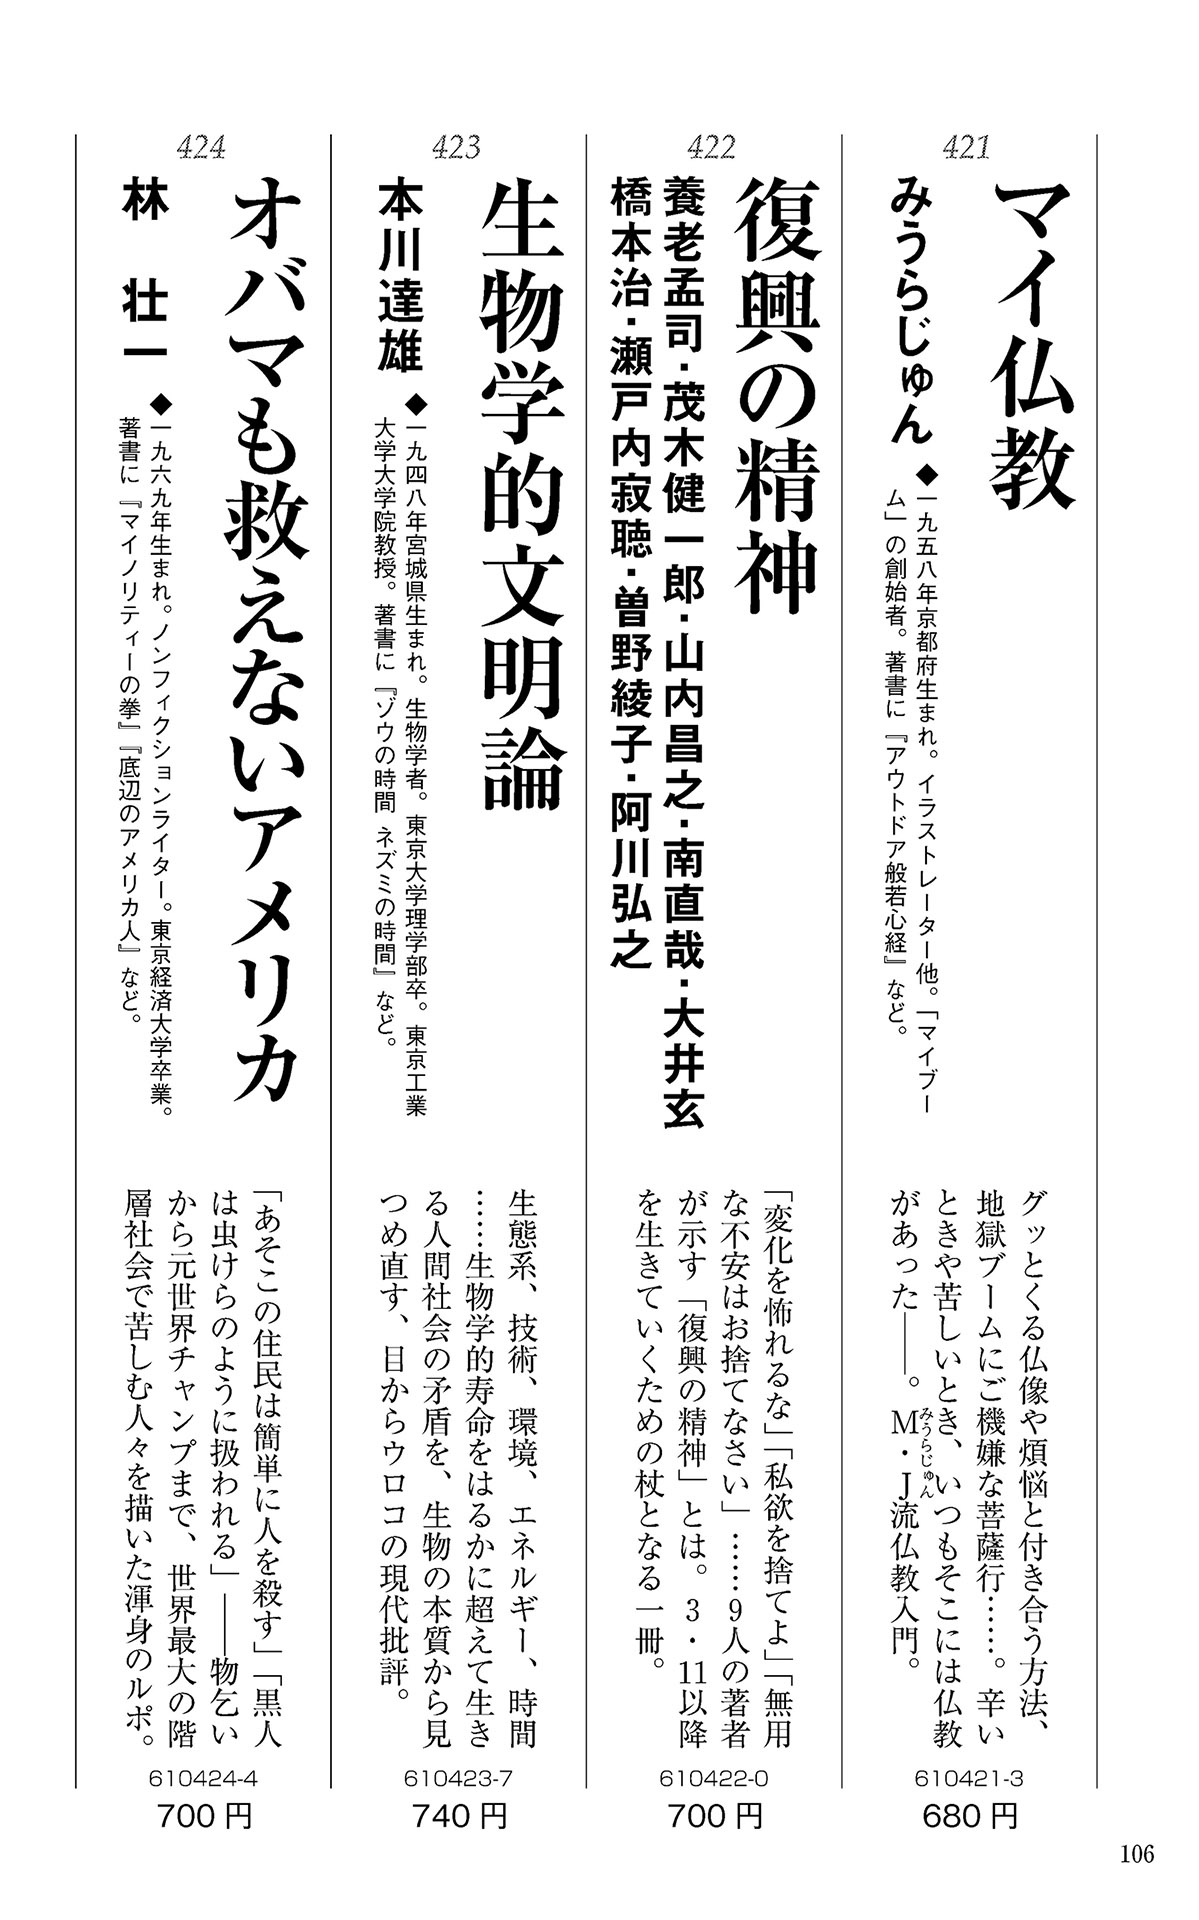 421
マイ仏教
みうらじゅん
◆一九五八年京都府生まれ。イラストレーター他。「マイブー
ム」の創始者。著書に『アウトドア般若心経』など。
グッとくる仏像や煩悩と付き合う方法、
地獄ブームにご機嫌な菩薩行……。辛い
ときや苦しいとき、いつもそこには仏教
があった――。M・J流仏教入門。
みうらじゅん
610421-3
680円
422
復興の精神
養老孟司・茂木健一郎・山内昌之・南直哉・大井玄
橋本治・瀬戸内寂聴・曽野綾子・阿川弘之
「変化を怖れるな」「私欲を捨てよ」「無用
な不安はお捨てなさい」……9人の著者
が示す「復興の精神」とは。3・11以降
を生きていくための杖となる一冊。
610422-0
700円
423
生物学的文明論
本川達雄
◆一九四八年宮城県生まれ。生物学者。東京大学理学部卒。東京工業
大学大学院教授。著書に『ゾウの時間 ネズミの時間』など。
生態系、技術、環境、エネルギー、時間
……生物学的寿命をはるかに超えて生き
る人間社会の矛盾を、生物の本質から見
つめ直す、目からウロコの現代批評。
610423-7
740円
424
オバマも救えないアメリカ
林 壮一
◆一九六九年生まれ。ノンフィクションライター。東京経済大学卒業。
著書に『マイノリティーの拳』『底辺のアメリカ人』など。
「あそこの住民は簡単に人を殺す」「黒人
は虫けらのように扱われる」――物乞い
から元世界チャンプまで、世界最大の階
層社会で苦しむ人々を描いた渾身のルポ。
610424-4
700円
106